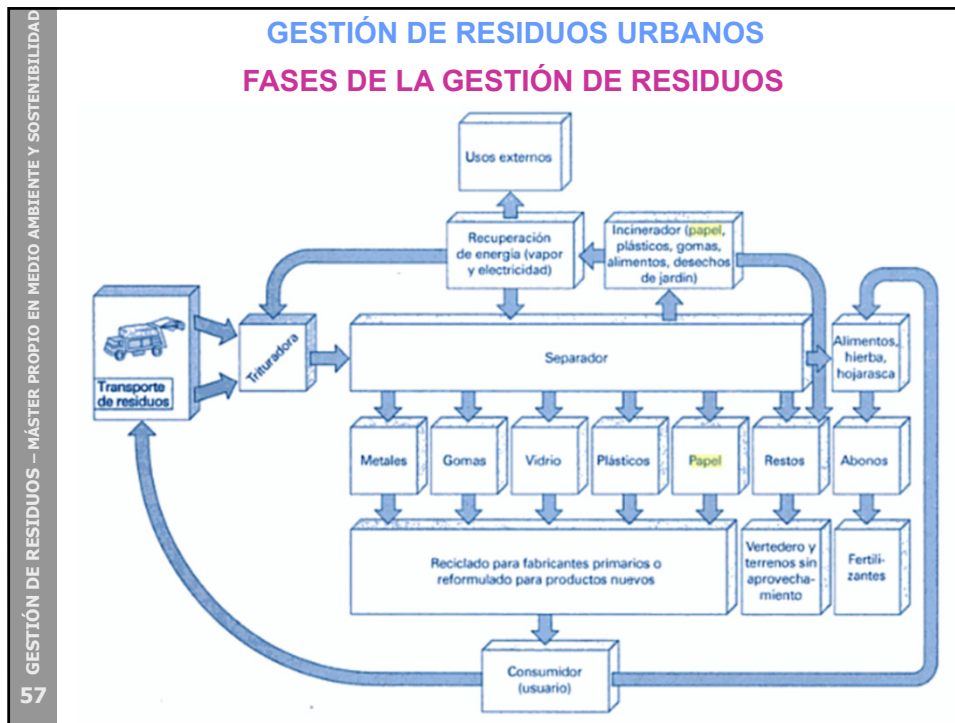 GESTIÓN DE RESIDUOS – MÁSTER PROPIO EN MEDIO AMBIENTE Y SOSTENIBILIDAD
57
GESTIÓN DE RESIDUOS URBANOS
FASES DE LA GESTIÓN DE RESIDUOS
Usos externos
Recuperación
de energía (vapor
y electricidad)
Incinerador (papel,
plásticos, gomas,
alimentos, desechos
de jardín)
Transporte
de residuos
Trituradora
Separador
Alimentos,
hierba,
hojarasca
Metales
Gomas
Vidrio
Plásticos
Papel
Restos
Abonos
Reciclado para fabricantes primarios o
reformulado para productos nuevos
Vertedero y
terrenos sin
aprovecha-
miento
Fertili-
zantes
Consumidor
(usuario)